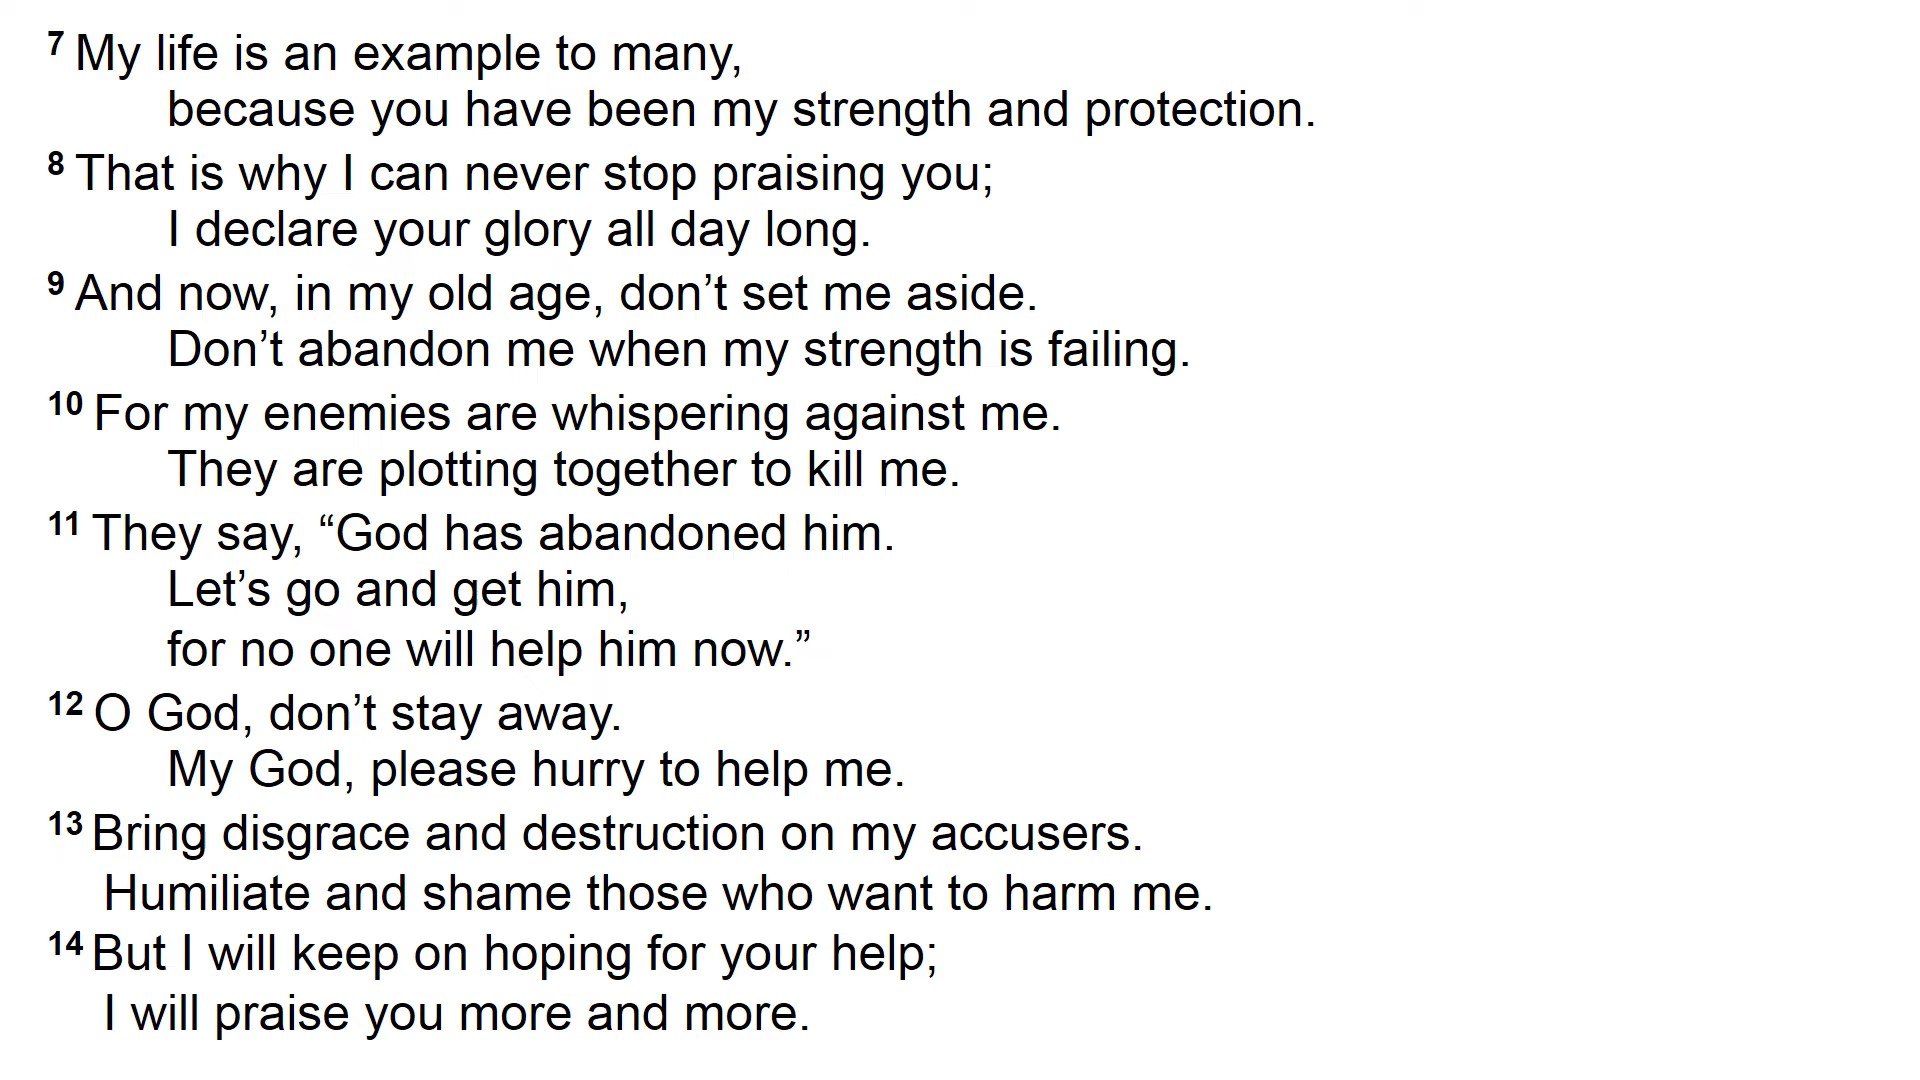 7 My life is an example to many,
because you have been my strength and protection.
8 That is why I can never stop praising you;
I declare your glory all day long.
9 And now, in my old age, don’t set me aside.
Don’t abandon me when my strength is failing.
10 For my enemies are whispering against me.
They are plotting together to kill me.
11 They say, “God has abandoned him.
Let’s go and get him,
for no one will help him now.”
12 O God, don’t stay away.
My God, please hurry to help me.
13 Bring disgrace and destruction on my accusers.
Humiliate and shame those who want to harm me.
14 But I will keep on hoping for your help;
I will praise you more and more.